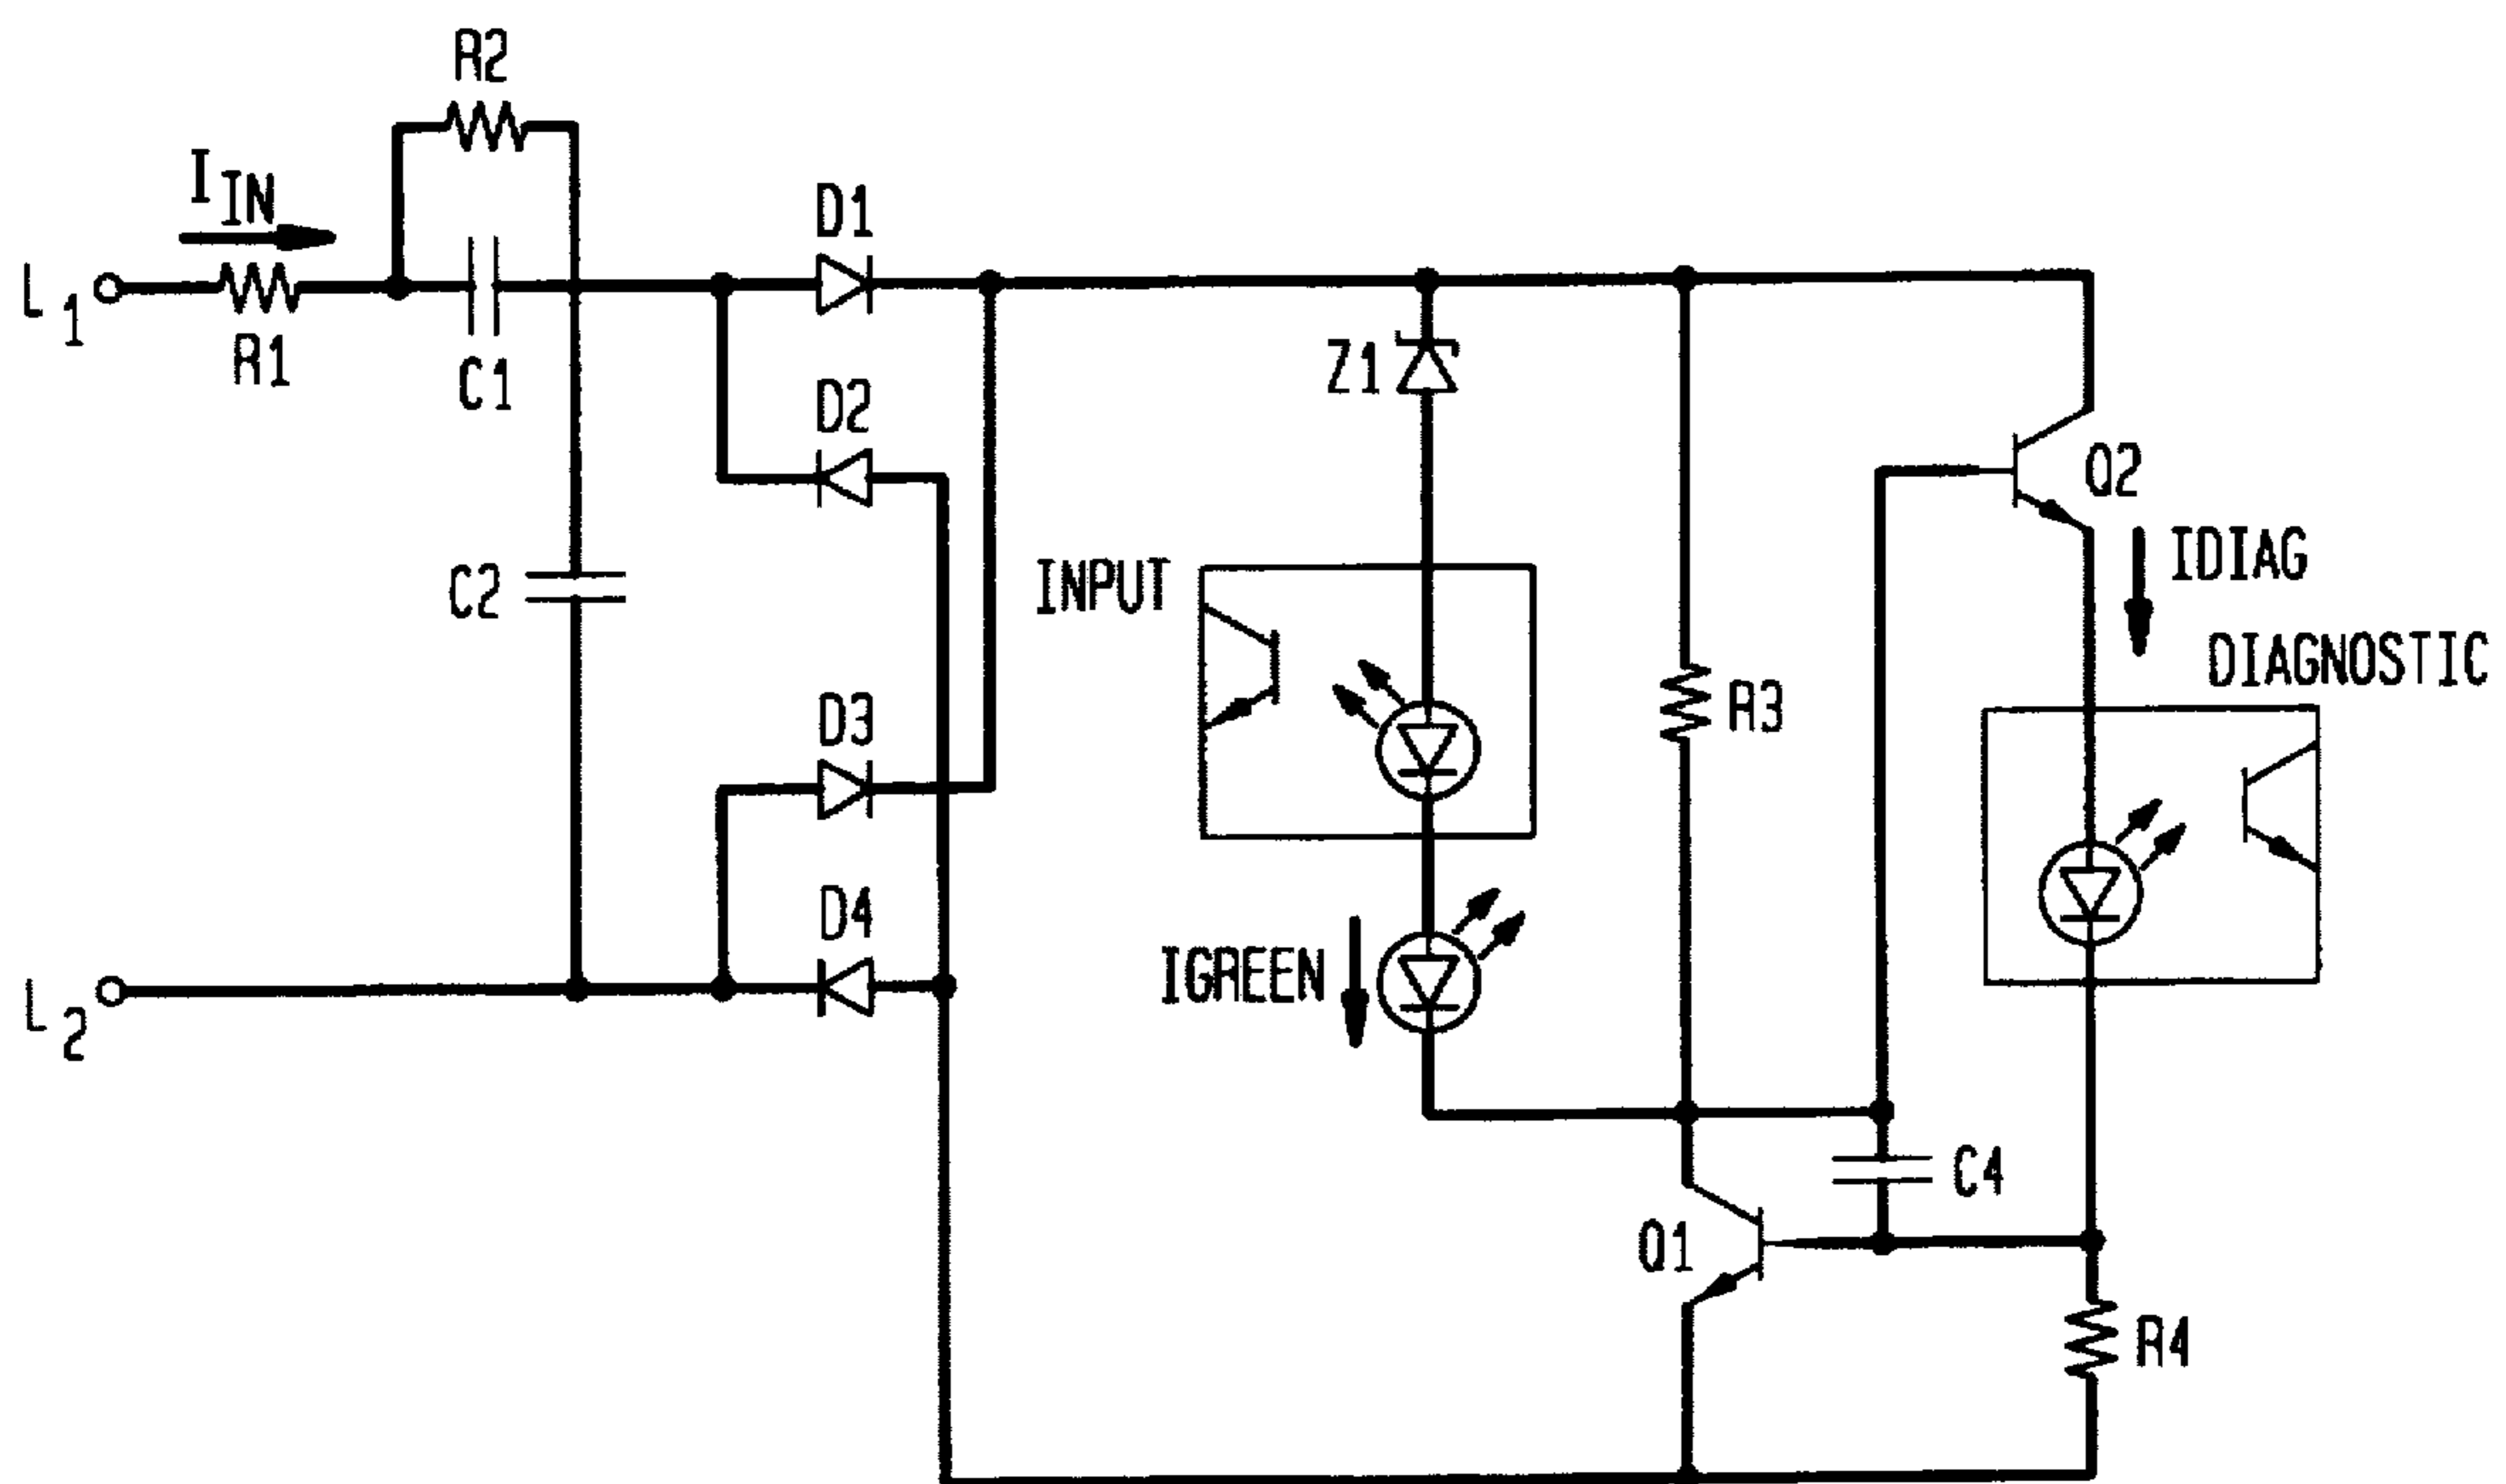 R2
I IN
D1
L1
R1
C1
Z1
D2
Q2
IDIAG
INPUT
C2
DIAGNOSTIC
D3
R3
D4
IGREEN
L2
C4
Q1
R4